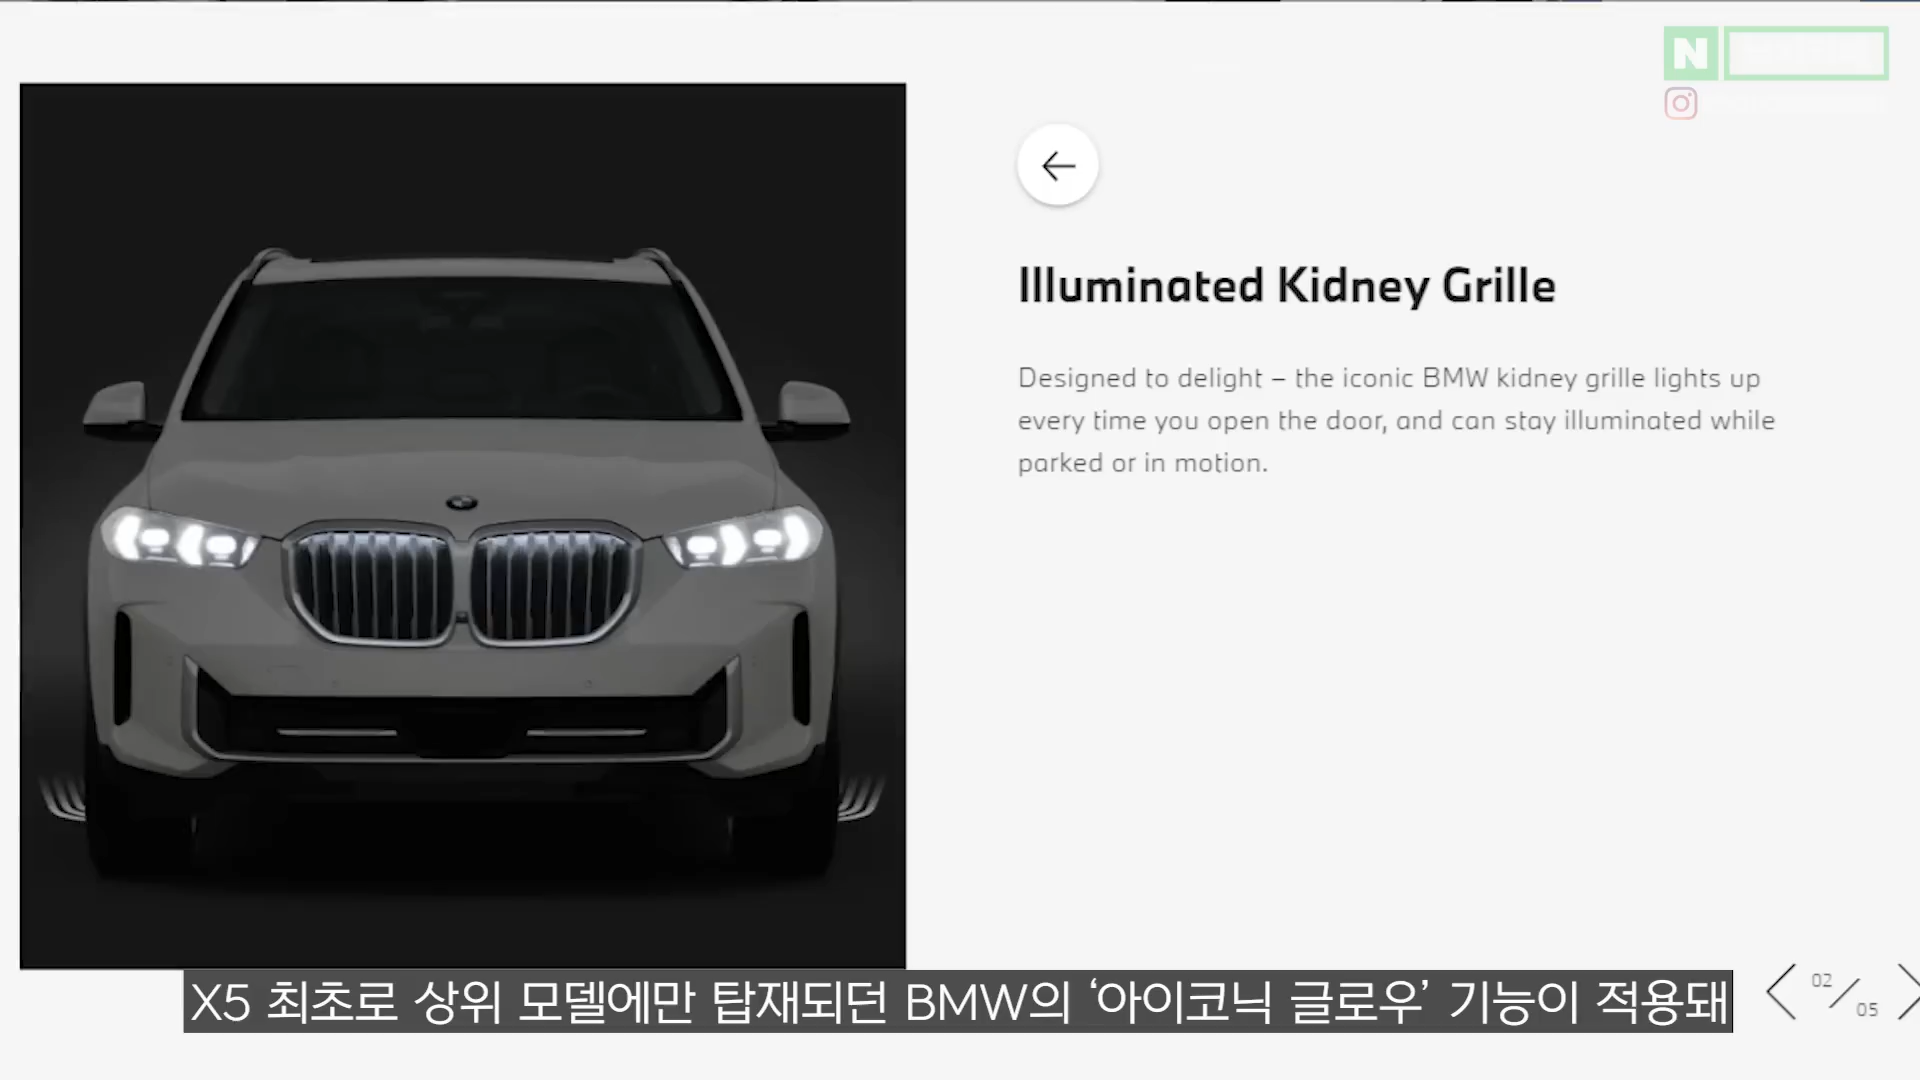 N
Illuminated Kidney Grille
Designed to delight – the iconic BMW kidney grille lights up
every time you open the door, and can stay illuminated while
parked or in motion.
X5 최초로 상위 모델에만 탑재되던 BMW의 ‘아이코닉 글로우’ 기능이 적용돼
02
05